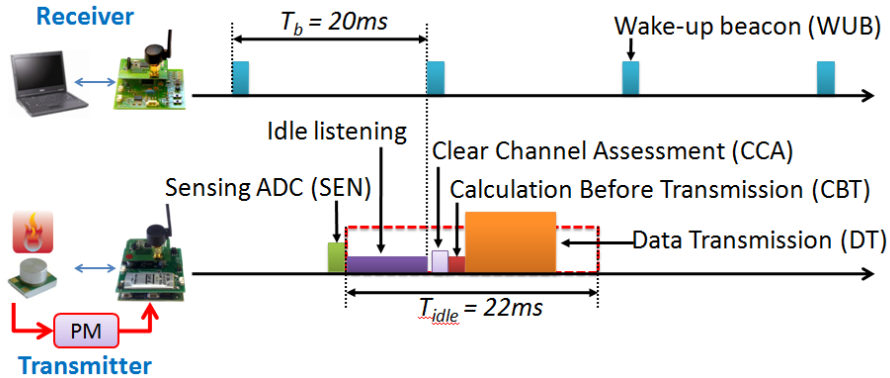 Receiver
T_b = 20ms
Wake-up beacon (WUB)
Idle listening
Clear Channel Assessment (CCA)
Sensing ADC (SEN)
Calculation Before Transmission (CBT)
Data Transmission (DT)
T_idle = 22ms
PM
Transmitter